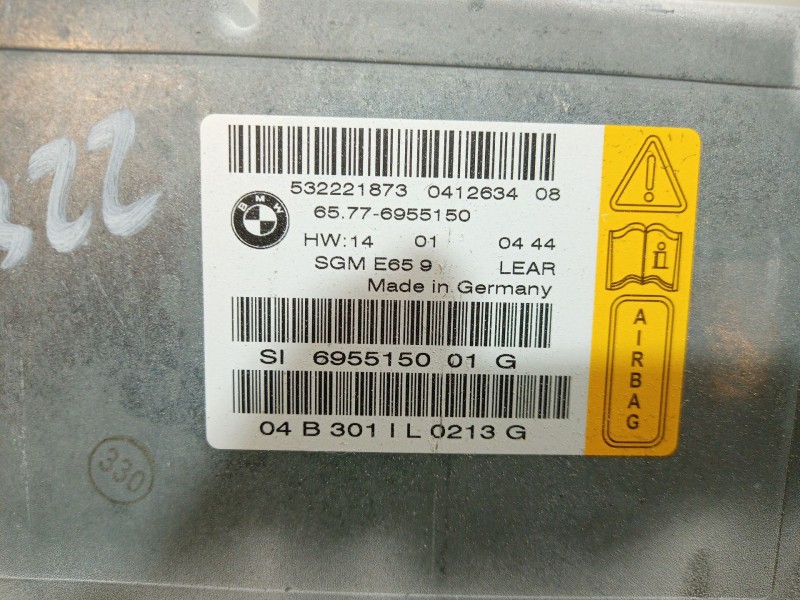 532221873 0412634 08
BMW
65.77-6955150
HW:14 01 04 44
SGM E65 9 LEAR
Made in Germany
SI 6955150 01 G
04 B 301 I L 0213 G
AIRBAG
i
330
322